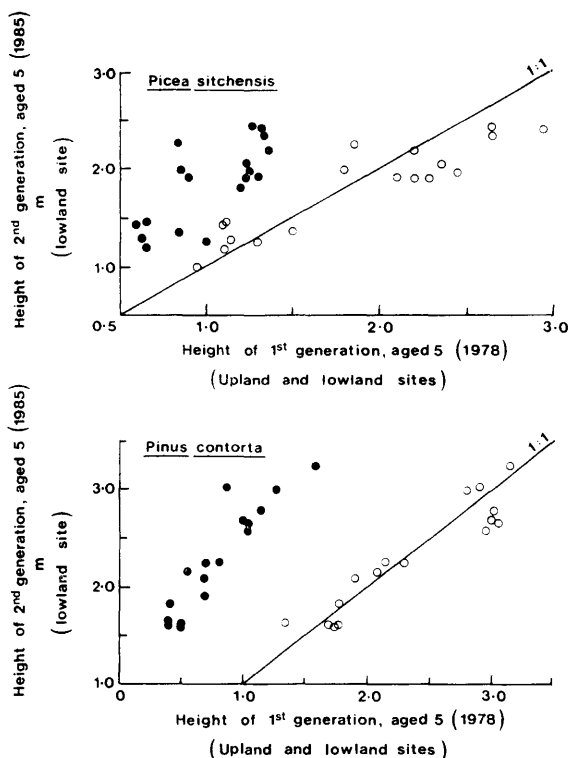 Height of 2nd generation, aged 5 (1985)
m
(lowland site)
3.0
2.0
1.0
0.5
Picea sitchensis
1:1
1.0
2.0
3.0
Height of 1st generation, aged 5 (1978)
(Upland and lowland sites)
Height of 2nd generation, aged 5 (1985)
m
(lowland site)
3.0
2.0
1.0
Pinus contorta
1:1
0
1.0
2.0
3.0
Height of 1st generation, aged 5 (1978)
(Upland and lowland sites)